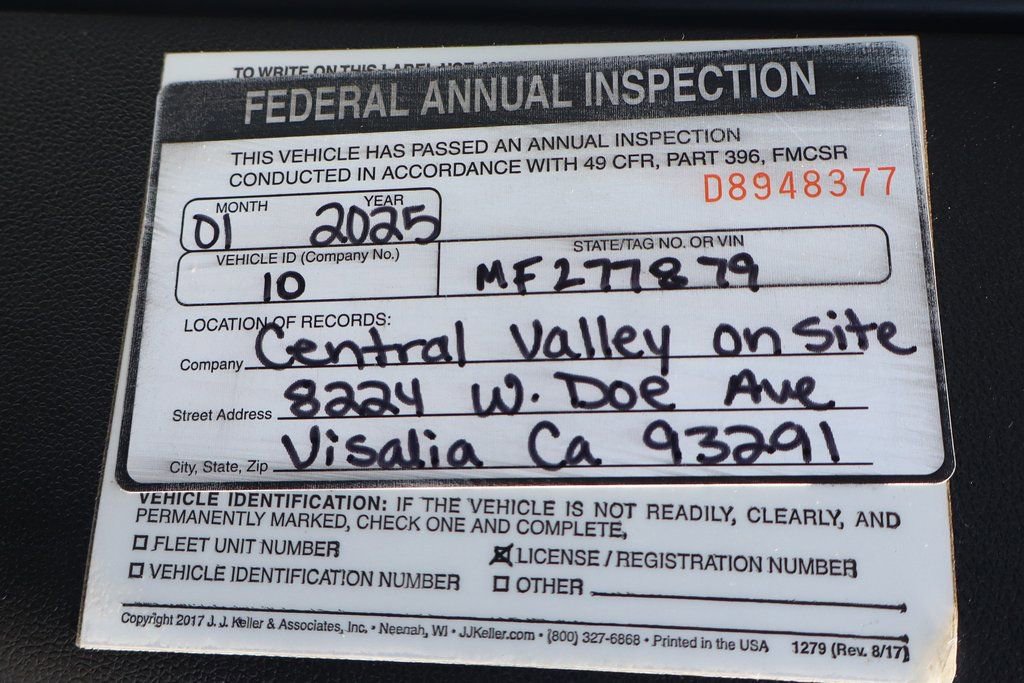 TO WRITE ON THIS LABEL
FEDERAL ANNUAL INSPECTION
THIS VEHICLE HAS PASSED AN ANNUAL INSPECTION
CONDUCTED IN ACCORDANCE WITH 49 CFR, PART 396, FMCSR
D8948377
MONTH YEAR
01 2025
VEHICLE ID (Company No.) STATE/TAG NO. OR VIN
10 MF277879
LOCATION OF RECORDS:
Company Central Valley on Site
Street Address 8224 W. Doe Ave
City, State, Zip Visalia Ca 93291
VEHICLE IDENTIFICATION: IF THE VEHICLE IS NOT READILY, CLEARLY, AND
PERMANENTLY MARKED, CHECK ONE AND COMPLETE,
FLEET UNIT NUMBER LICENSE / REGISTRATION NUMBER
VEHICLE IDENTIFICATION NUMBER OTHER
Copyright 2017 J. J. Keller & Associates, Inc. • Neenah, WI • JJKeller.com • (800) 327-6868 • Printed in the USA 1279 (Rev. 8/17)